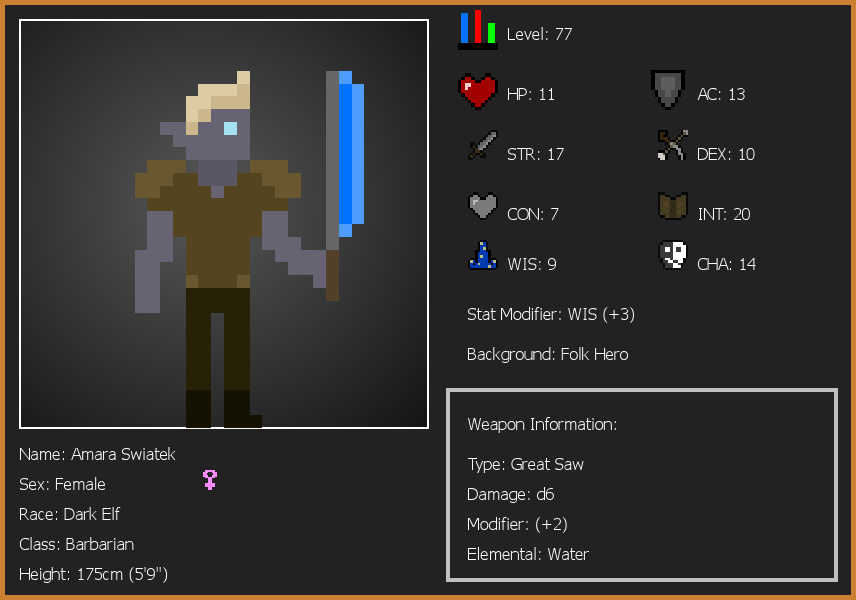 Level: 77
HP: 11
AC: 13
STR: 17
DEX: 10
CON: 7
INT: 20
WIS: 9
CHA: 14
Stat Modifier: WIS (+3)
Background: Folk Hero
Weapon Information:
Type: Great Saw
Damage: d6
Modifier: (+2)
Elemental: Water
Name: Amara Swiatek
Sex: Female
Race: Dark Elf
Class: Barbarian
Height: 175cm (5'9")